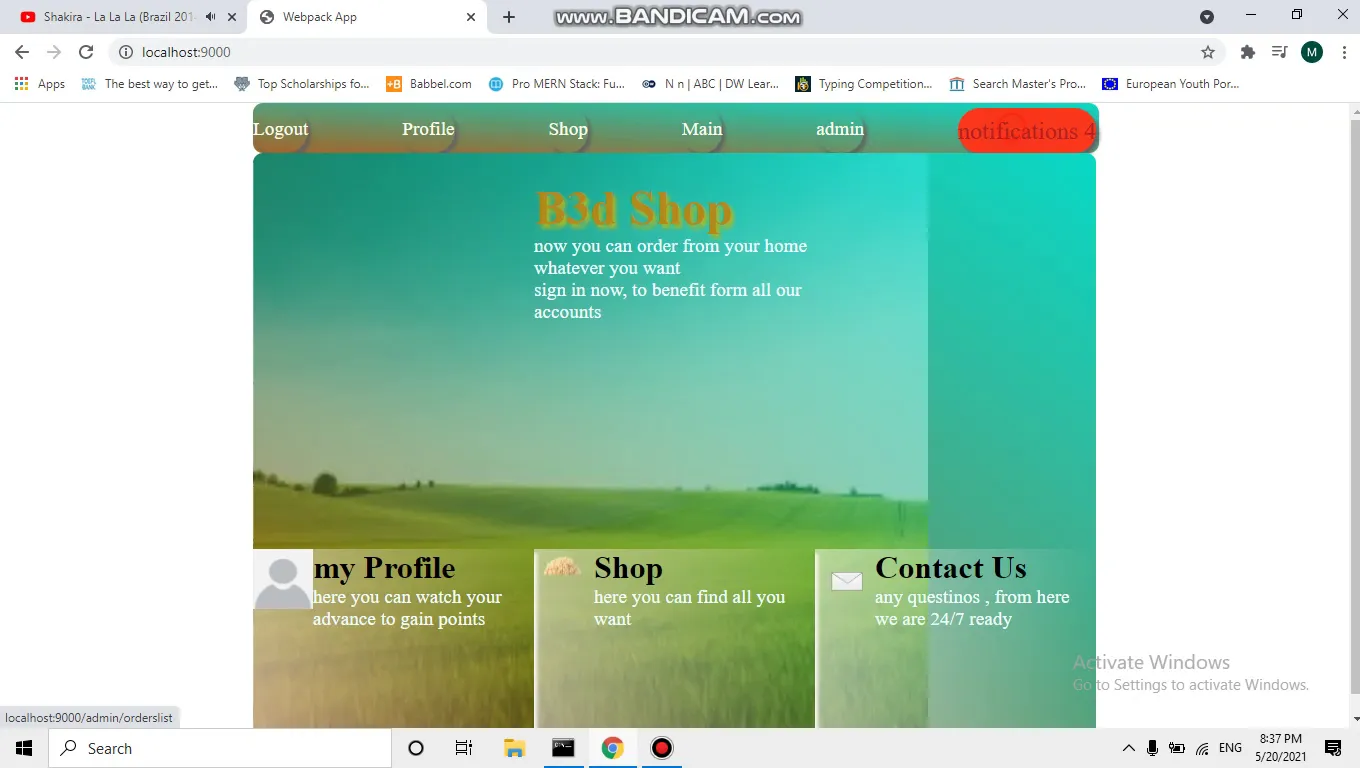 Shakira - La La La (Brazil 201
Webpack App
www.BANDICAM.com
localhost:9000
M
Apps
TOEFL
BANK
The best way to get...
Top Scholarships fo...
+B
Babbel.com
Pro MERN Stack: Fu...
N n | ABC | DW Lear...
Typing Competition...
Search Master's Pro...
European Youth Por...
Logout
Profile
Shop
Main
admin
notifications 4
B3d Shop
now you can order from your home
whatever you want
sign in now, to benefit form all our
accounts
my Profile
here you can watch your
advance to gain points
Shop
here you can find all you
want
Contact Us
any questinos , from here
we are 24/7 ready
Activate Windows
Go to Settings to activate Windows.
localhost:9000/admin/orderslist
Search
ENG
8:37 PM
5/20/2021